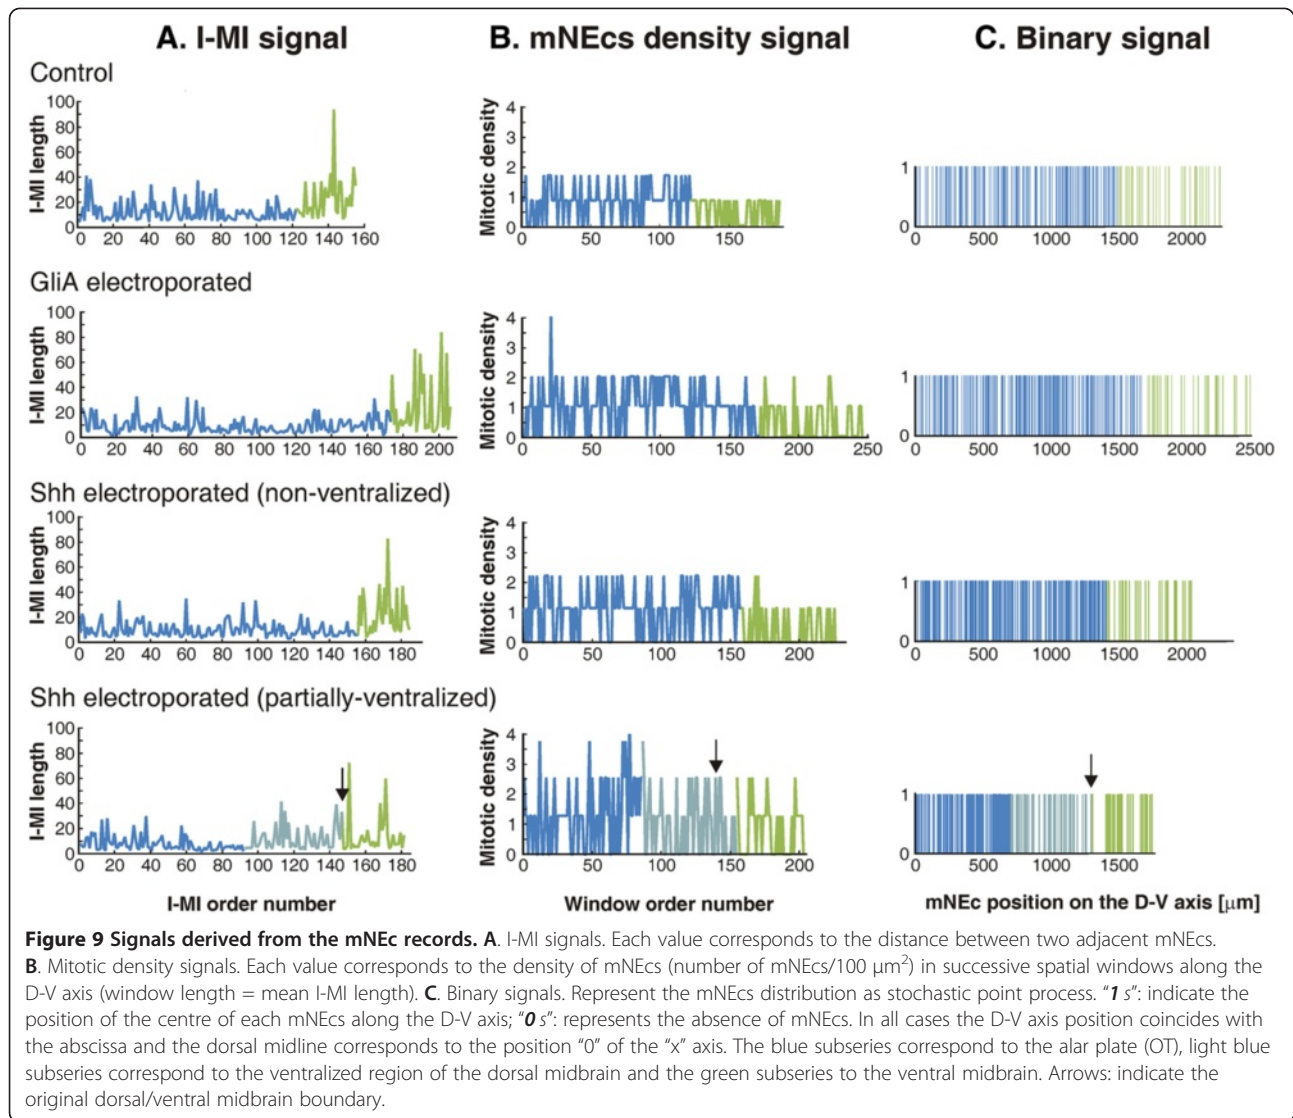 A. I-MI signal
B. mNEcs density signal
C. Binary signal
Control
I-MI length
100
80
60
40
20
0
0 20 40 60 80 100 120 140 160
Mitotic density
4
3
2
1
0
0 50 100 150
1
0
0 500 1000 1500 2000
GliA electroporated
I-MI length
100
80
60
40
20
0
0 20 40 60 80 100 120 140 160 180 200
Mitotic density
4
3
2
1
0
0 50 100 150 200 250
1
0
0 500 1000 1500 2000 2500
Shh electroporated (non-ventralized)
I-MI length
100
80
60
40
20
0
0 20 40 60 80 100 120 140 160 180
Mitotic density
4
3
2
1
0
0 50 100 150 200
1
0
0 500 1000 1500 2000
Shh electroporated (partially-ventralized)
I-MI length
100
80
60
40
20
0
0 20 40 60 80 100 120 140 160 180
Mitotic density
4
3
2
1
0
0 50 100 150 200
1
0
0 500 1000 1500
I-MI order number
Window order number
mNEc position on the D-V axis [μm]
Figure 9 Signals derived from the mNEc records. A. I-MI signals. Each value corresponds to the distance between two adjacent mNEcs.
B. Mitotic density signals. Each value corresponds to the density of mNEcs (number of mNEcs/100 μm²) in successive spatial windows along the
D-V axis (window length = mean I-MI length). C. Binary signals. Represent the mNEcs distribution as stochastic point process. "1 s": indicate the
position of the centre of each mNEcs along the D-V axis; "0 s": represents the absence of mNEcs. In all cases the D-V axis position coincides with
the abscissa and the dorsal midline corresponds to the position "0" of the "x" axis. The blue subseries correspond to the alar plate (OT), light blue
subseries correspond to the ventralized region of the dorsal midbrain and the green subseries to the ventral midbrain. Arrows: indicate the
original dorsal/ventral midbrain boundary.